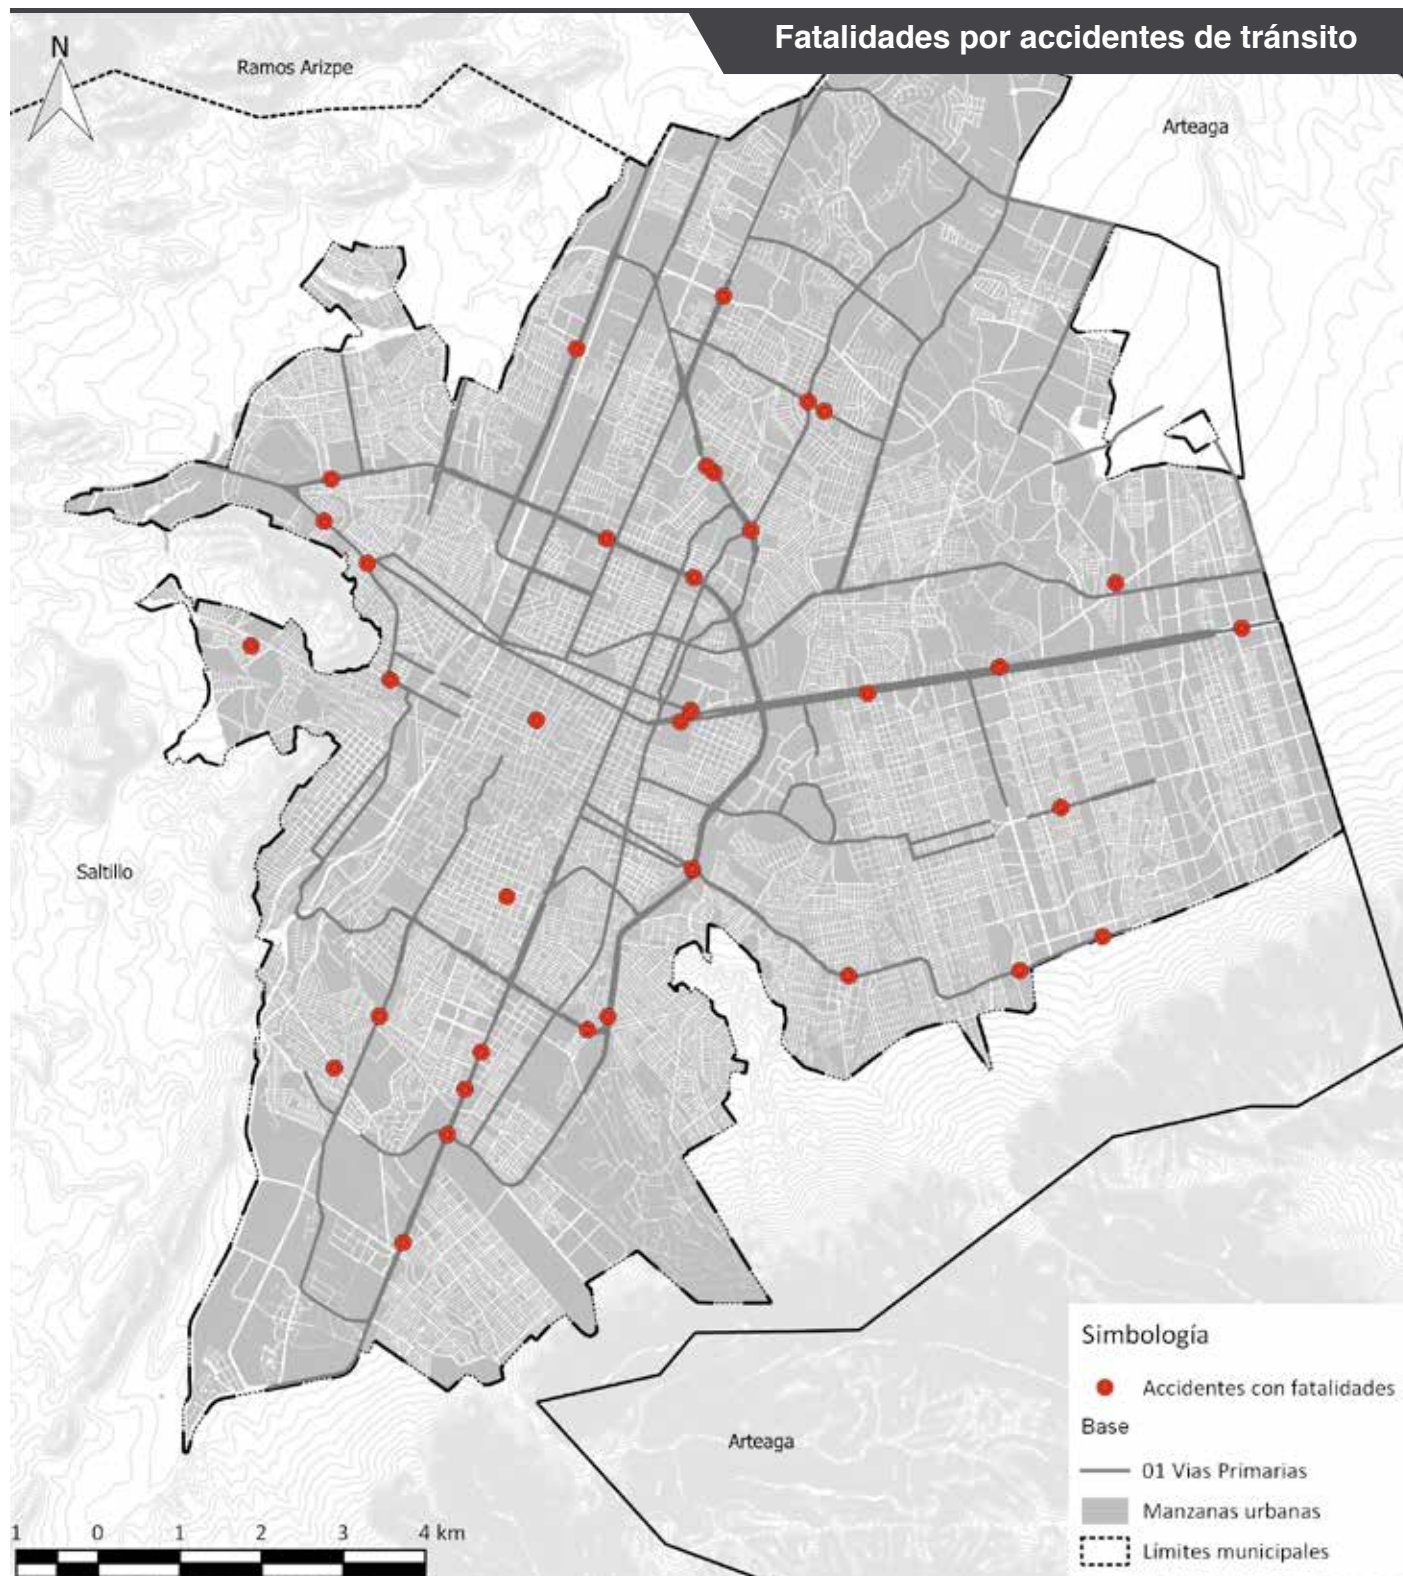 Fatalidades por accidentes de tránsito
N
Ramos Arizpe
Arteaga
Saltillo
Arteaga
Simbología
Accidentes con fatalidades
Base
01 Vias Primarias
Manzanas urbanas
Límites municipales
1 0 1 2 3 4 km